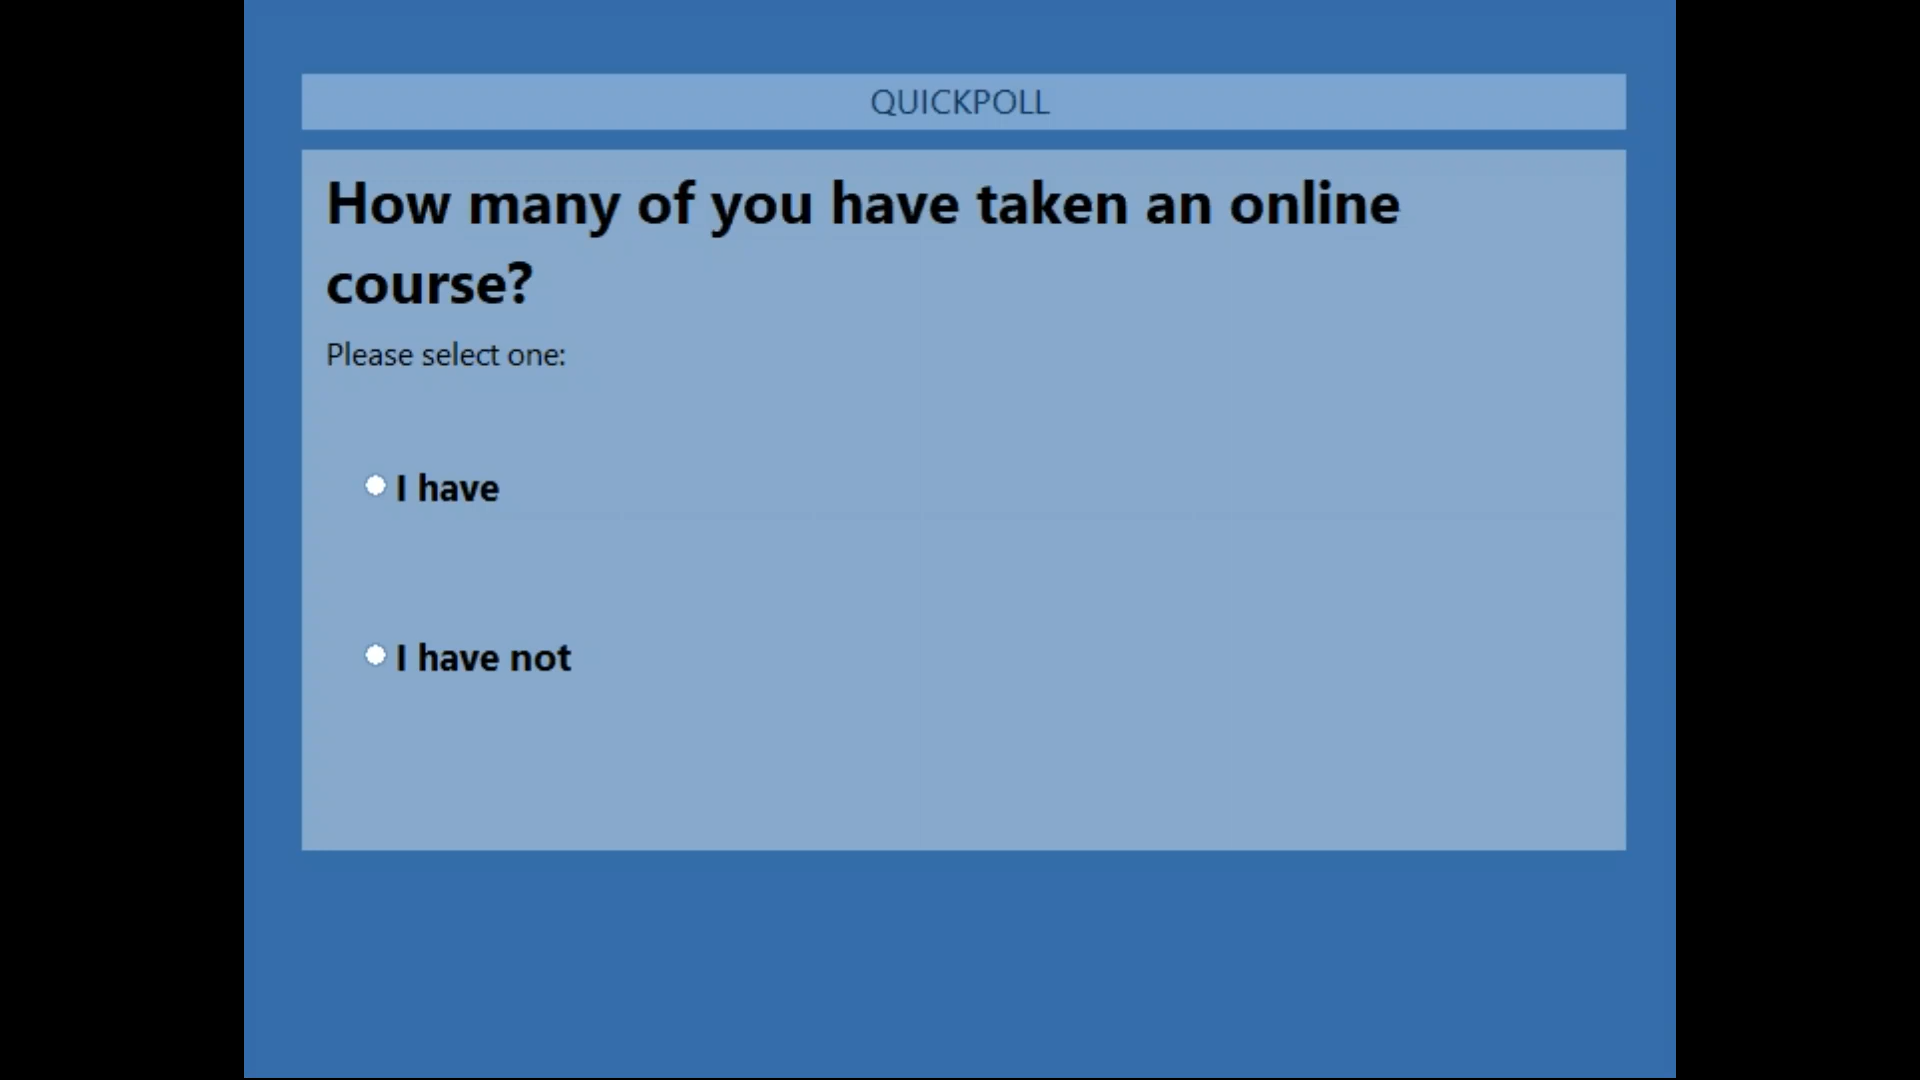 QUICKPOLL
How many of you have taken an online
course?
Please select one:
I have
I have not